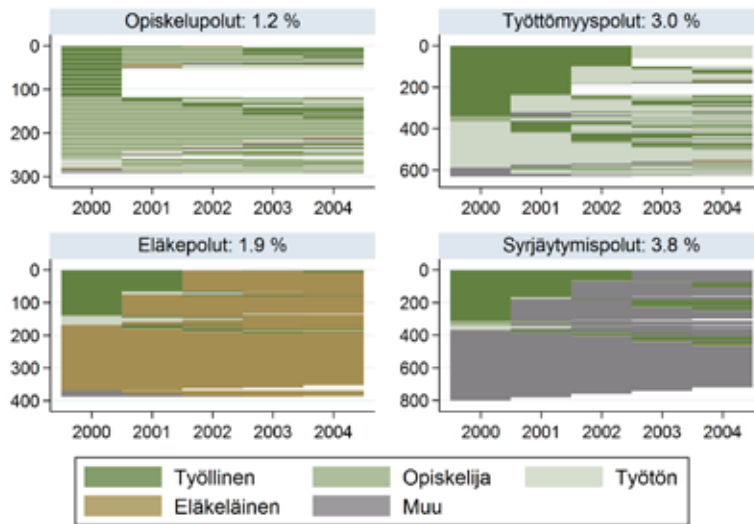 Opiskelupolut: 1.2 %
0
100
200
300
2000 2001 2002 2003 2004
Työttömyyspolut: 3.0 %
0
200
400
600
2000 2001 2002 2003 2004
Eläkepolut: 1.9 %
0
100
200
300
400
2000 2001 2002 2003 2004
Syrjäytymispolut: 3.8 %
0
200
400
600
800
2000 2001 2002 2003 2004
Työllinen Opiskelija Työtön
Eläkeläinen Muu